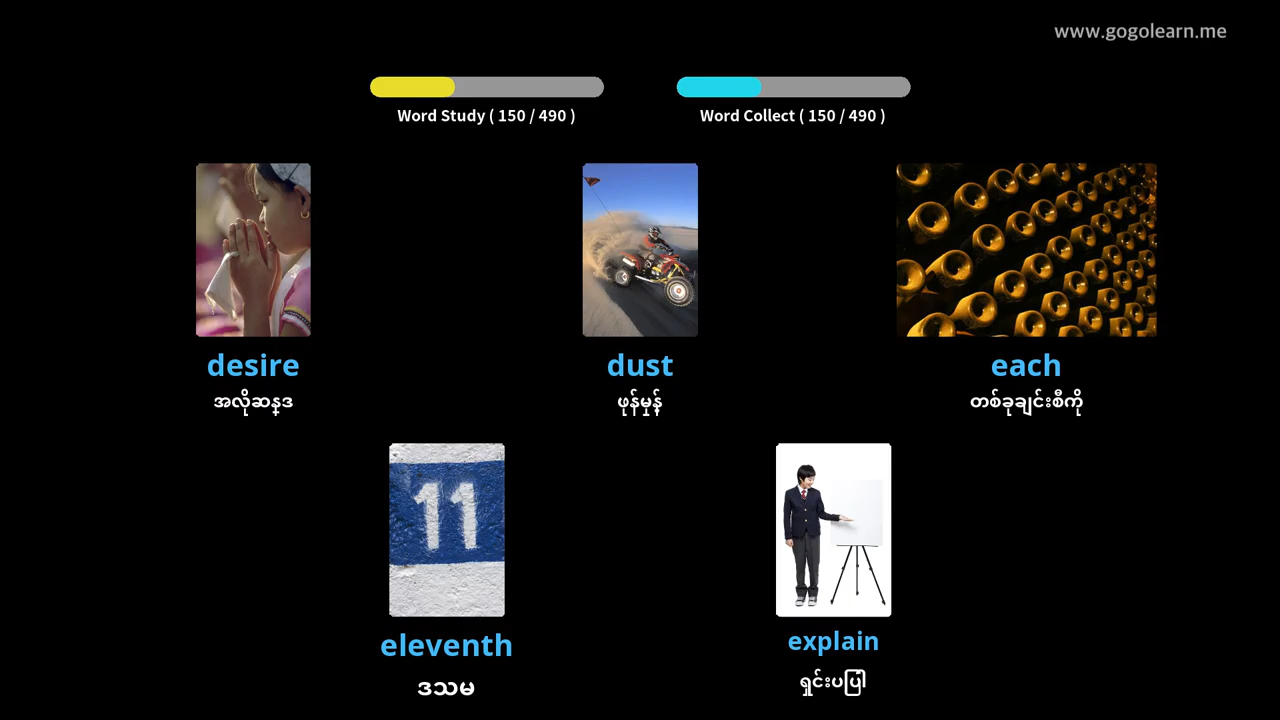 www.gogolearn.me
Word Study ( 150 / 490 )
Word Collect ( 150 / 490 )
desire
dust
each
အလိုဆန္ဒ
ဖုန်မှုန့်
တစ်ခုချင်းစီကို
11
eleventh
explain
ဒသမ
ရှင်းပပြါ